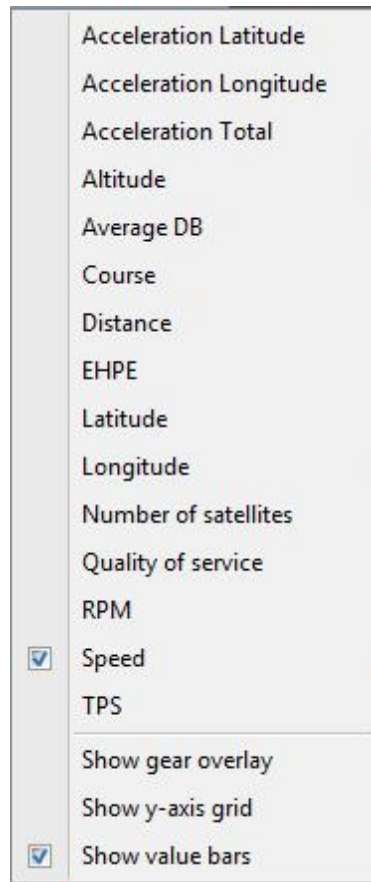 Acceleration Latitude
Acceleration Longitude
Acceleration Total
Altitude
Average DB
Course
Distance
EHPE
Latitude
Longitude
Number of satellites
Quality of service
RPM
Speed
TPS
Show gear overlay
Show y-axis grid
Show value bars